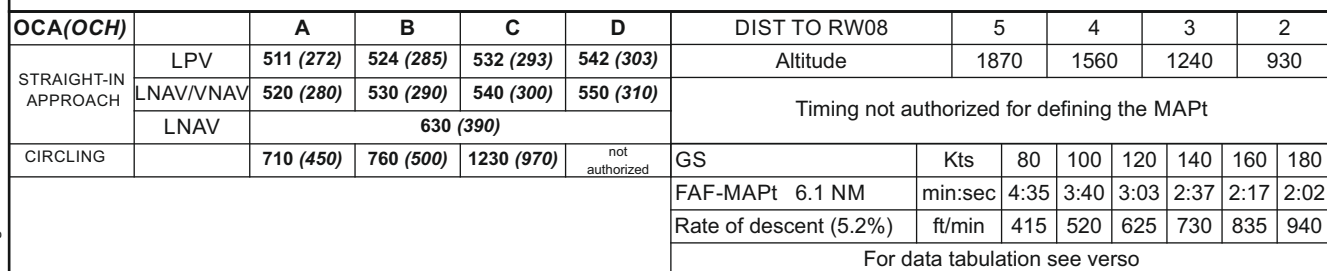 OCA(OCH) A B C D DIST TO RW08 5 4 3 2
STRAIGHT-IN APPROACH LPV 511 (272) 524 (285) 532 (293) 542 (303) Altitude 1870 1560 1240 930
LNAV/VNAV 520 (280) 530 (290) 540 (300) 550 (310) Timing not authorized for defining the MAPt
LNAV 630 (390)
CIRCLING 710 (450) 760 (500) 1230 (970) not authorized GS Kts 80 100 120 140 160 180
FAF-MAPt 6.1 NM min:sec 4:35 3:40 3:03 2:37 2:17 2:02
Rate of descent (5.2%) ft/min 415 520 625 730 835 940
For data tabulation see verso